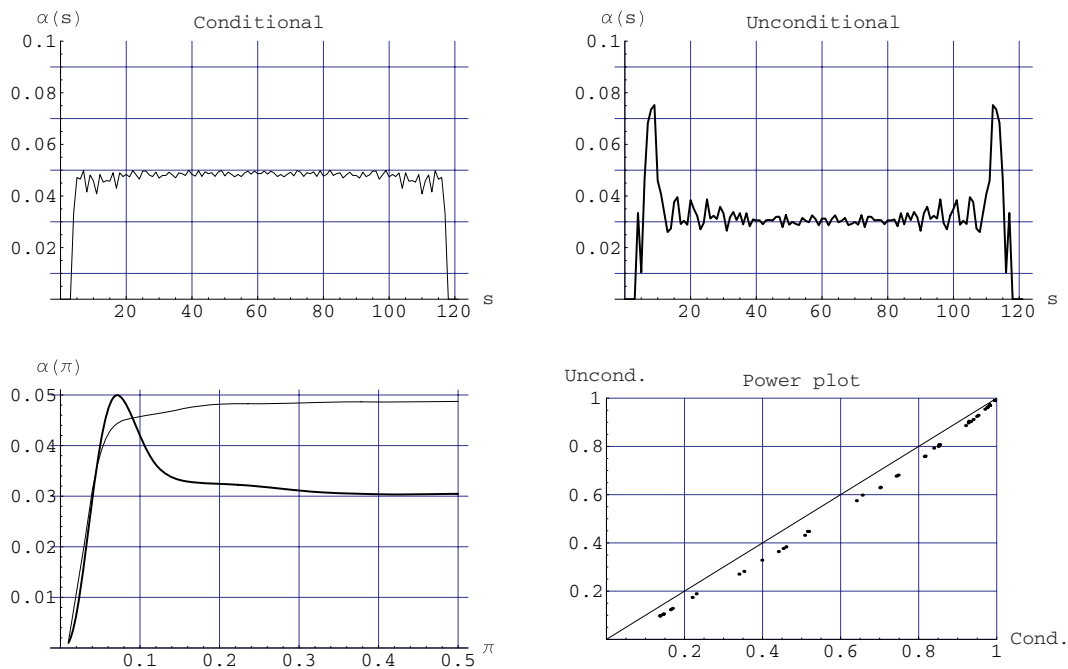 α(s)
Conditional
0.1
0.08
0.06
0.04
0.02
20 40 60 80 100 120
s
α(s)
Unconditional
0.1
0.08
0.06
0.04
0.02
20 40 60 80 100 120
s
α(π)
0.05
0.04
0.03
0.02
0.01
0.1 0.2 0.3 0.4 0.5
π
Uncond.
Power plot
1
0.8
0.6
0.4
0.2
0.2 0.4 0.6 0.8 1
Cond.